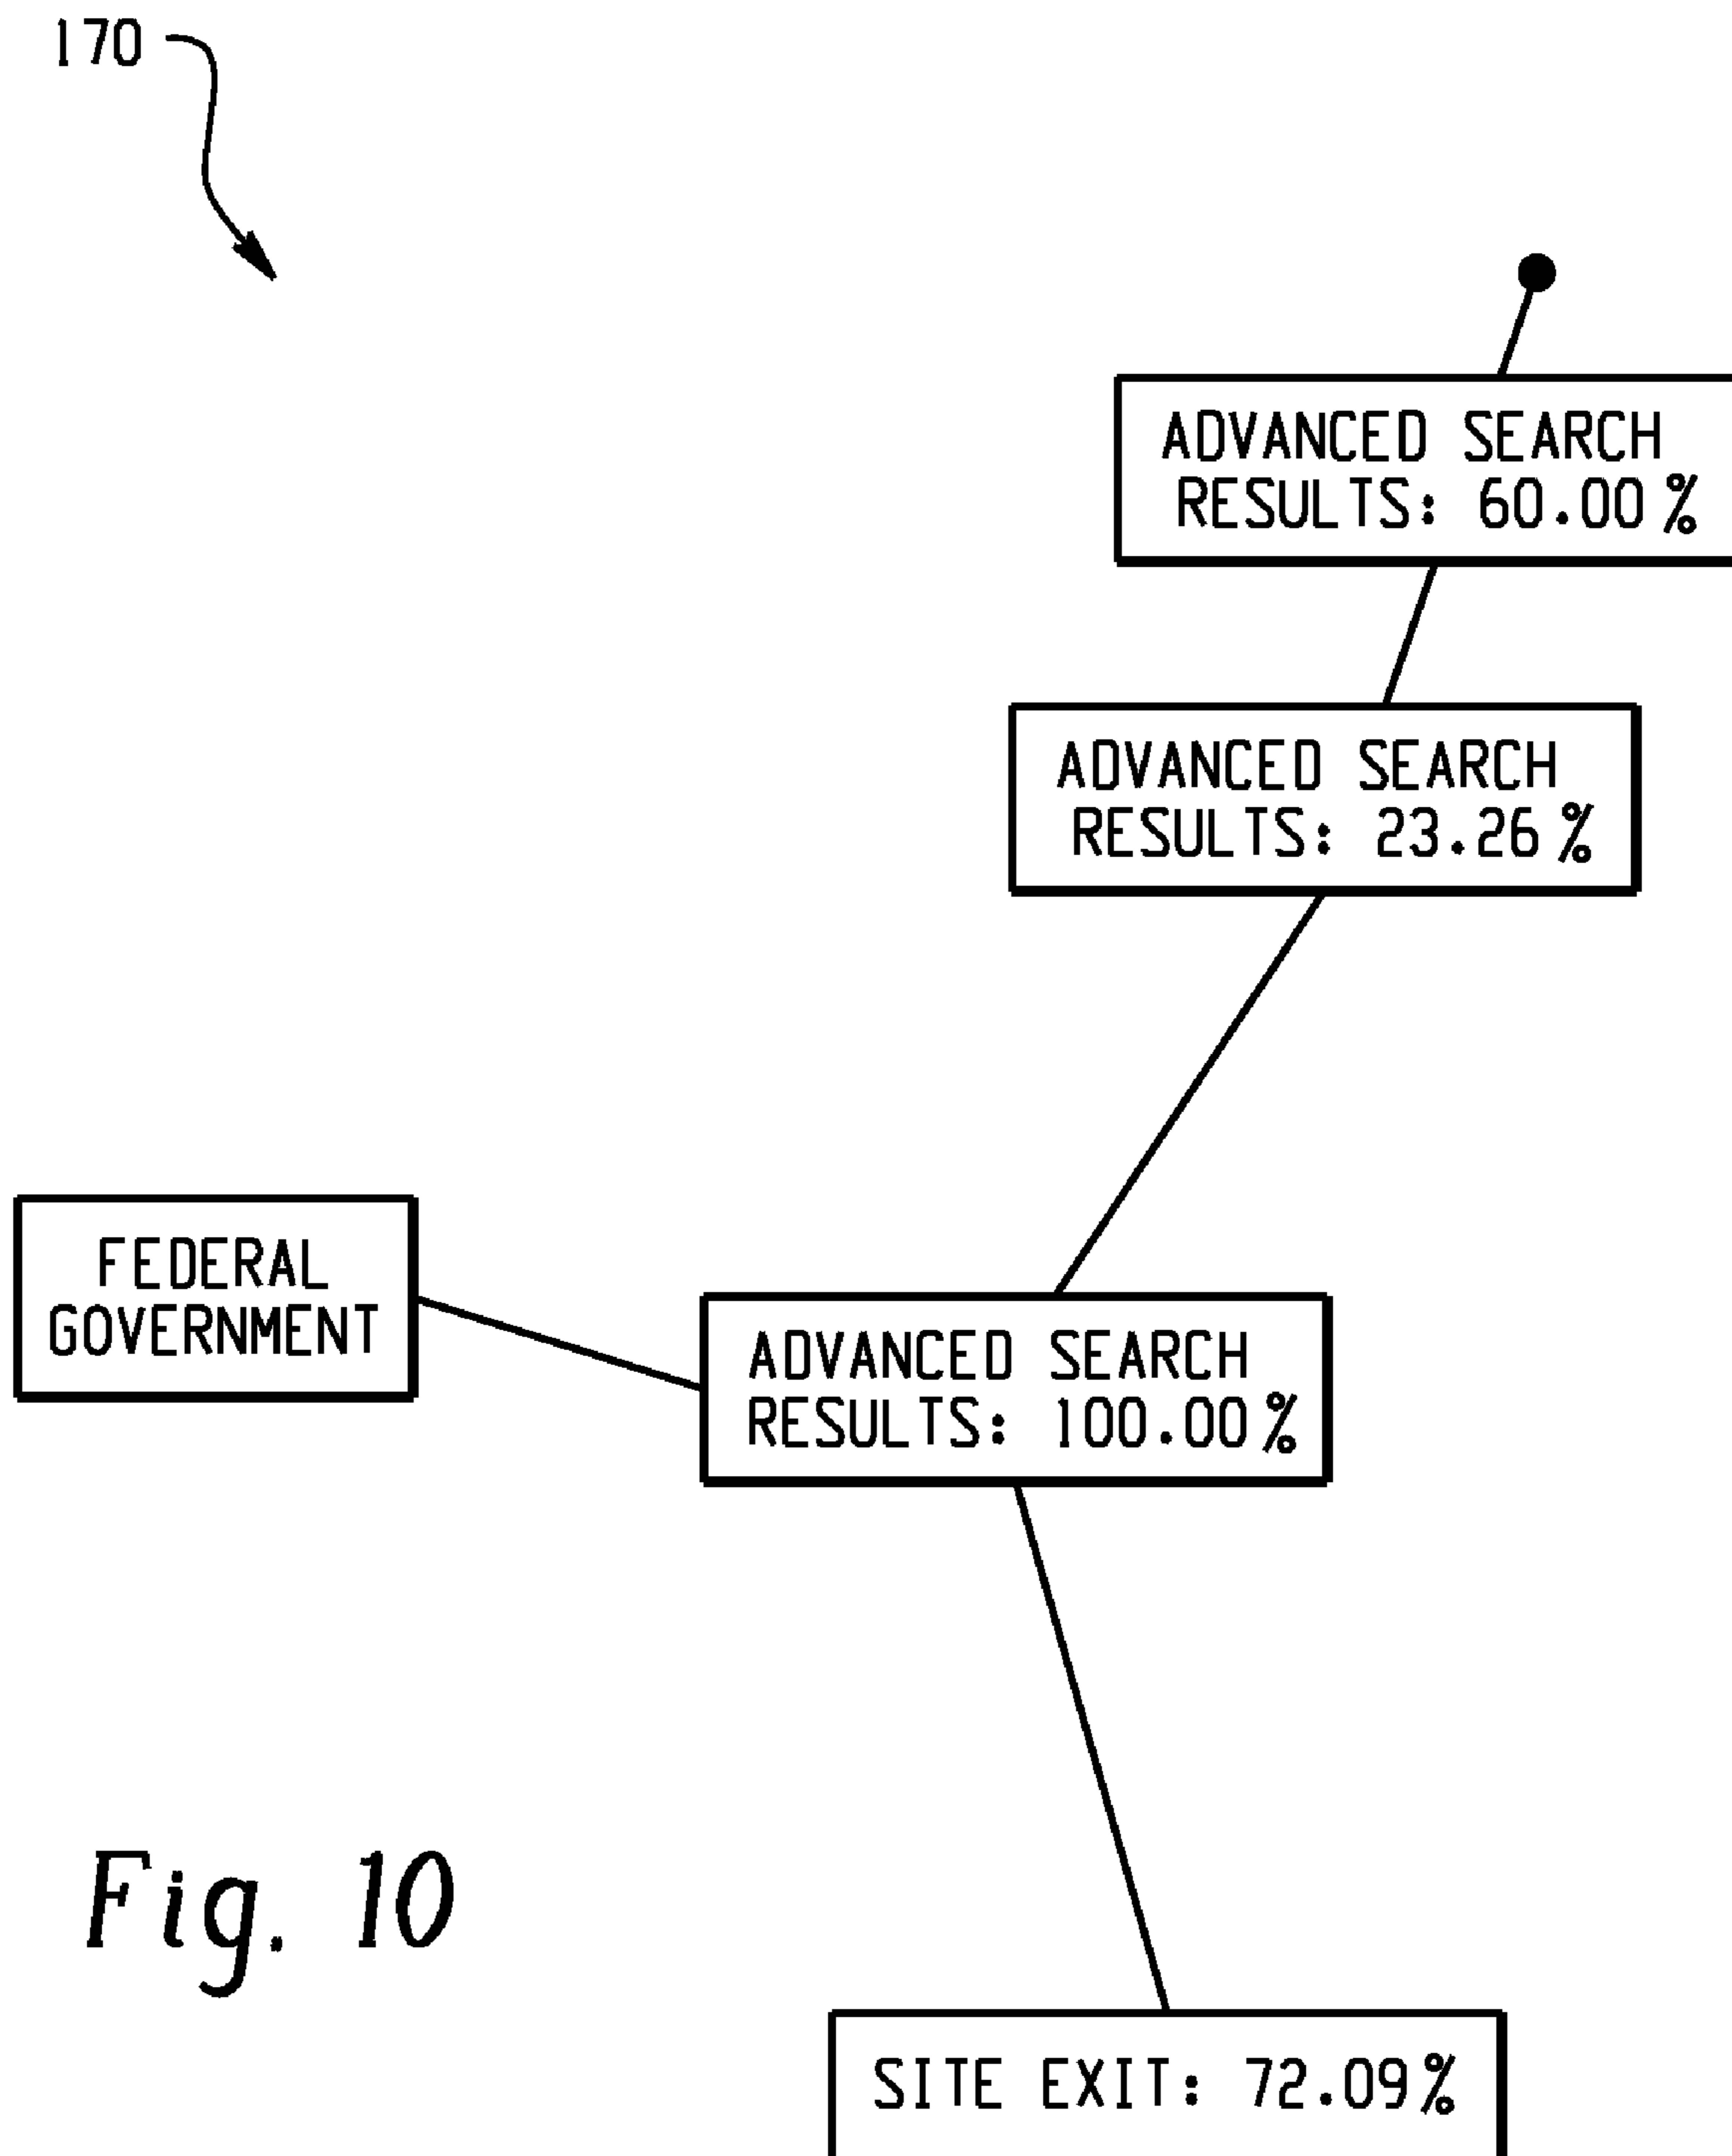 170
ADVANCED SEARCH
RESULTS: 60.00%
ADVANCED SEARCH
RESULTS: 23.26%
FEDERAL
GOVERNMENT
ADVANCED SEARCH
RESULTS: 100.00%
Fig. 10
SITE EXIT: 72.09%